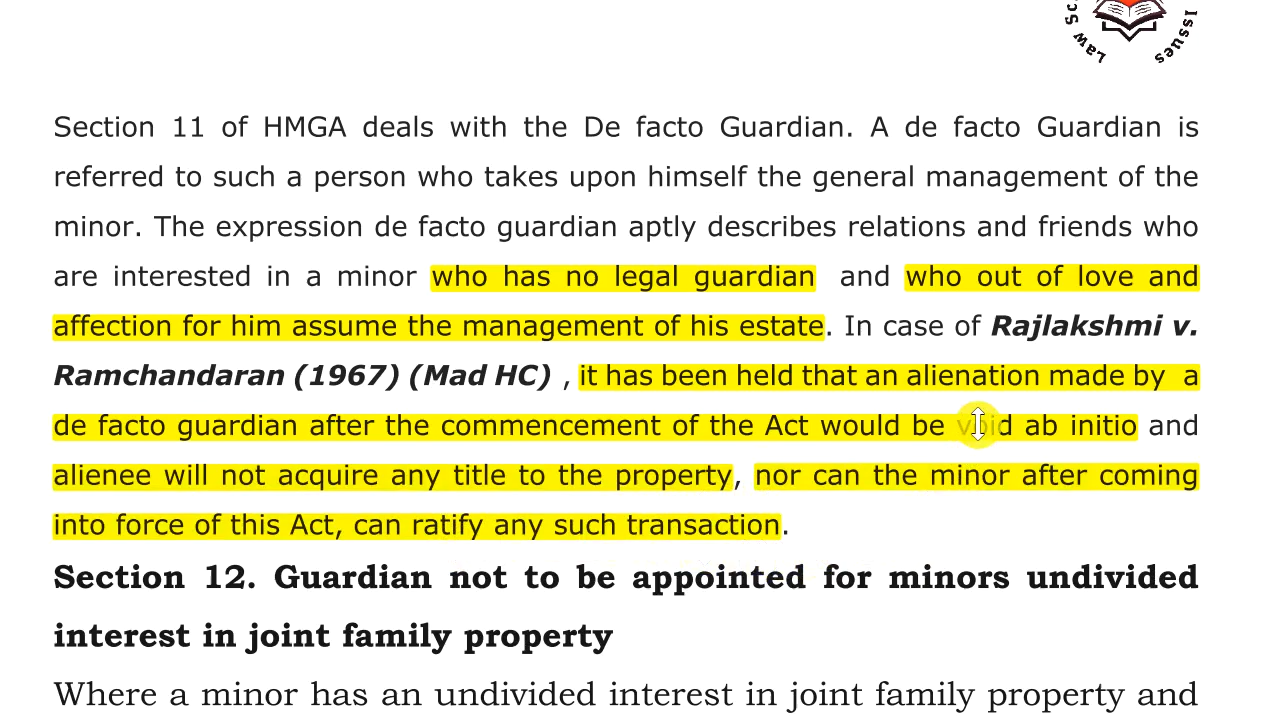 Law Sc
Issues
Section 11 of HMGA deals with the De facto Guardian. A de facto Guardian is
referred to such a person who takes upon himself the general management of the
minor. The expression de facto guardian aptly describes relations and friends who
are interested in a minor who has no legal guardian and who out of love and
affection for him assume the management of his estate. In case of Rajlakshmi v.
Ramchandaran (1967) (Mad HC) , it has been held that an alienation made by a
de facto guardian after the commencement of the Act would be void ab initio and
alienee will not acquire any title to the property, nor can the minor after coming
into force of this Act, can ratify any such transaction.
Section 12. Guardian not to be appointed for minors undivided
interest in joint family property
Where a minor has an undivided interest in joint family property and